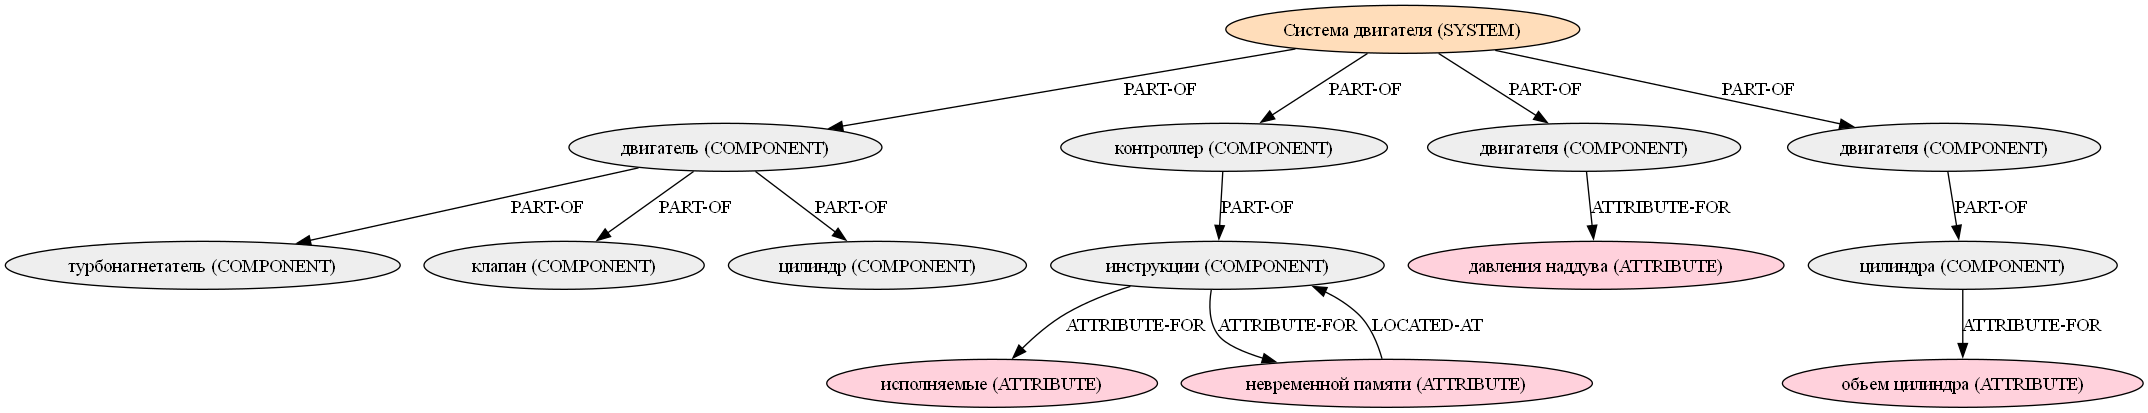 Система двигателя (SYSTEM)
PART-OF
PART-OF
PART-OF
PART-OF
двигатель (COMPONENT)
контроллер (COMPONENT)
двигателя (COMPONENT)
двигателя (COMPONENT)
PART-OF
PART-OF
PART-OF
PART-OF
ATTRIBUTE-FOR
PART-OF
турбонагнетатель (COMPONENT)
клапан (COMPONENT)
цилиндр (COMPONENT)
инструкции (COMPONENT)
давления наддува (ATTRIBUTE)
цилиндра (COMPONENT)
ATTRIBUTE-FOR
ATTRIBUTE-FOR
LOCATED-AT
ATTRIBUTE-FOR
исполняемые (ATTRIBUTE)
невременной памяти (ATTRIBUTE)
объем цилиндра (ATTRIBUTE)